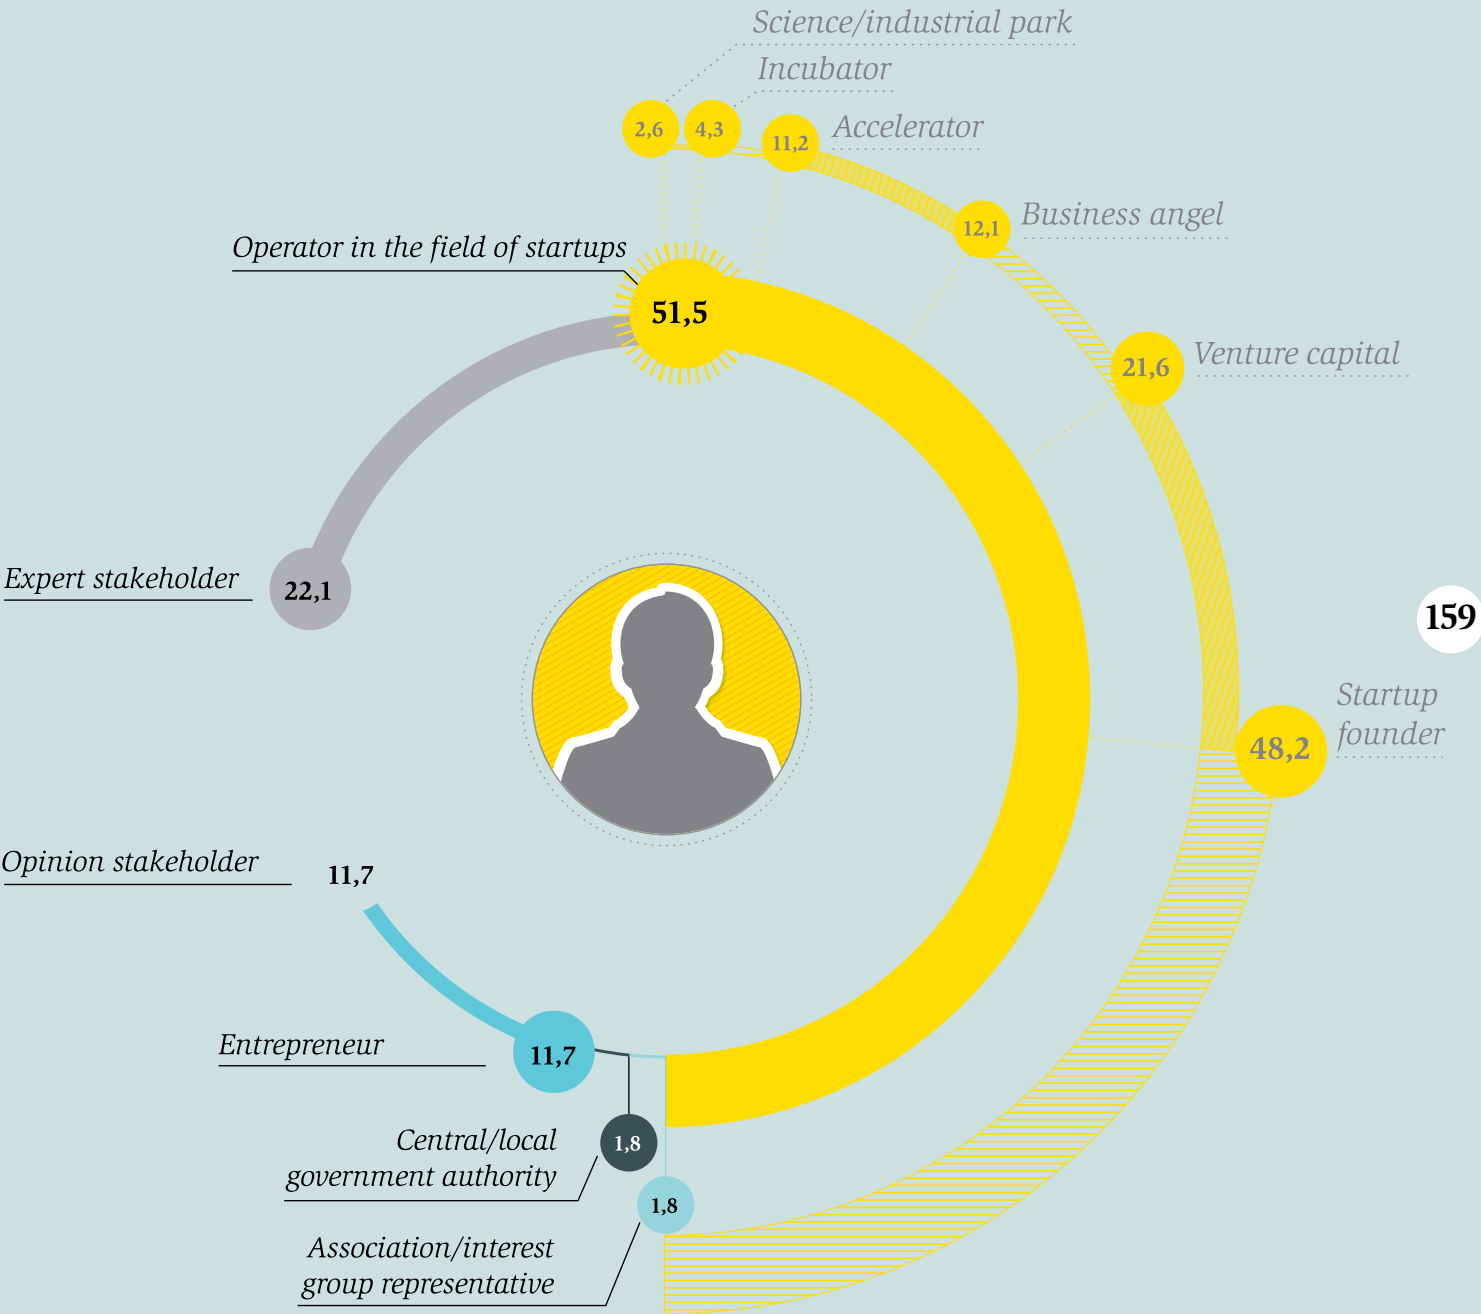 Science/industrial park
Incubator
2,6
4,3
Accelerator
11,2
Business angel
12,1
Operator in the field of startups
51,5
Venture capital
21,6
Expert stakeholder
22,1
159
Startup
founder
48,2
Opinion stakeholder
11,7
Entrepreneur
11,7
Central/local
government authority
1,8
1,8
Association/interest
group representative